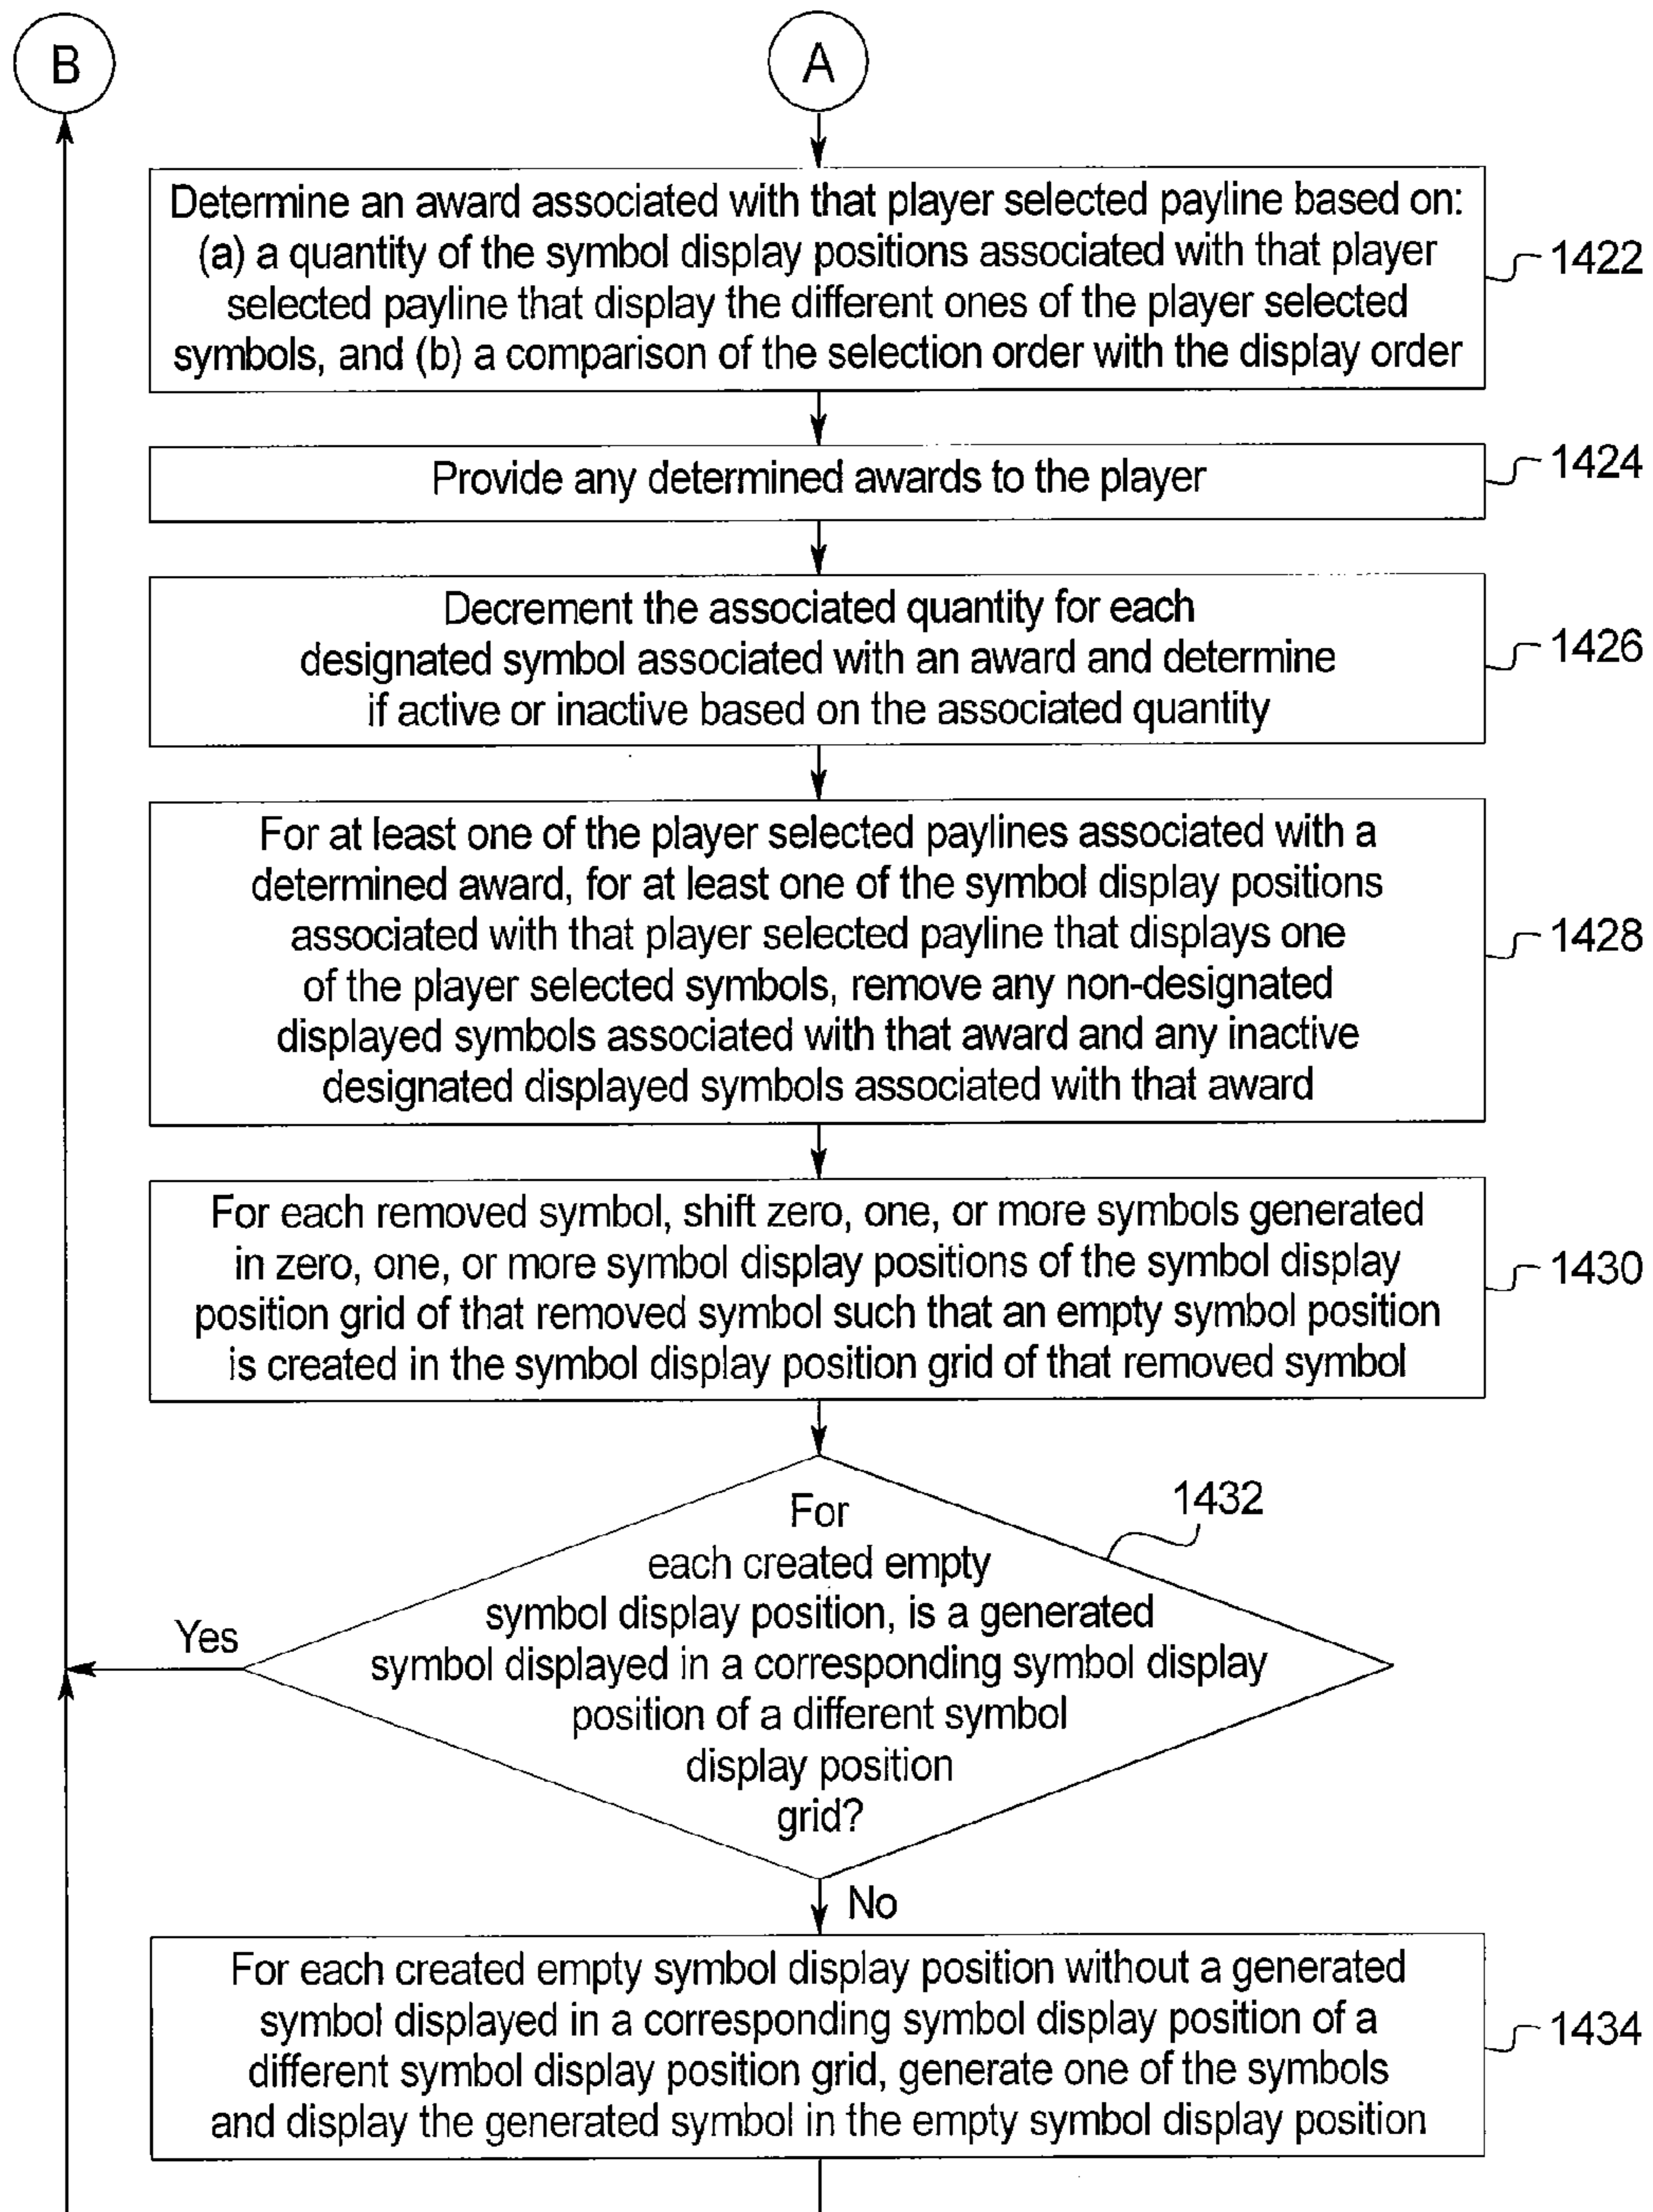 B
A
Determine an award associated with that player selected payline based on:
(a) a quantity of the symbol display positions associated with that player
selected payline that display the different ones of the player selected
symbols, and (b) a comparison of the selection order with the display order
1422
Provide any determined awards to the player
1424
Decrement the associated quantity for each
designated symbol associated with an award and determine
if active or inactive based on the associated quantity
1426
For at least one of the player selected paylines associated with a
determined award, for at least one of the symbol display positions
associated with that player selected payline that displays one
of the player selected symbols, remove any non-designated
displayed symbols associated with that award and any inactive
designated displayed symbols associated with that award
1428
For each removed symbol, shift zero, one, or more symbols generated
in zero, one, or more symbol display positions of the symbol display
position grid of that removed symbol such that an empty symbol position
is created in the symbol display position grid of that removed symbol
1430
1432
For
each created empty
symbol display position, is a generated
symbol displayed in a corresponding symbol display
position of a different symbol
display position
grid?
Yes
No
For each created empty symbol display position without a generated
symbol displayed in a corresponding symbol display position of a
different symbol display position grid, generate one of the symbols
and display the generated symbol in the empty symbol display position
1434